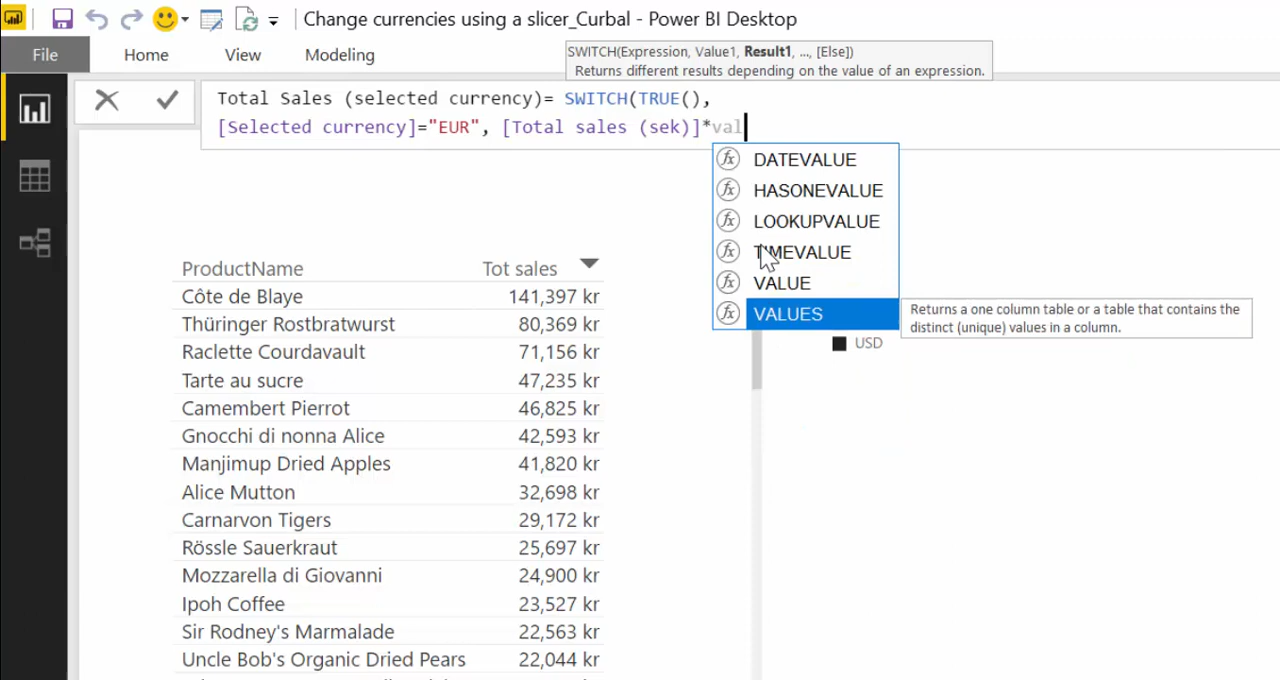 Change currencies using a slicer_Curbal - Power BI Desktop
File Home View Modeling
SWITCH(Expression, Value1, Result1, ..., [Else])
Returns different results depending on the value of an expression.
Total Sales (selected currency)= SWITCH(TRUE(),
[Selected currency]="EUR", [Total sales (sek)]*val
fx DATEVALUE
fx HASONEVALUE
fx LOOKUPVALUE
fx TIMEVALUE
fx VALUE
fx VALUES
Returns a one column table or a table that contains the
distinct (unique) values in a column.
USD
ProductName Tot sales
Côte de Blaye 141,397 kr
Thüringer Rostbratwurst 80,369 kr
Raclette Courdavault 71,156 kr
Tarte au sucre 47,235 kr
Camembert Pierrot 46,825 kr
Gnocchi di nonna Alice 42,593 kr
Manjimup Dried Apples 41,820 kr
Alice Mutton 32,698 kr
Carnarvon Tigers 29,172 kr
Rössle Sauerkraut 25,697 kr
Mozzarella di Giovanni 24,900 kr
Ipoh Coffee 23,527 kr
Sir Rodney's Marmalade 22,563 kr
Uncle Bob's Organic Dried Pears 22,044 kr